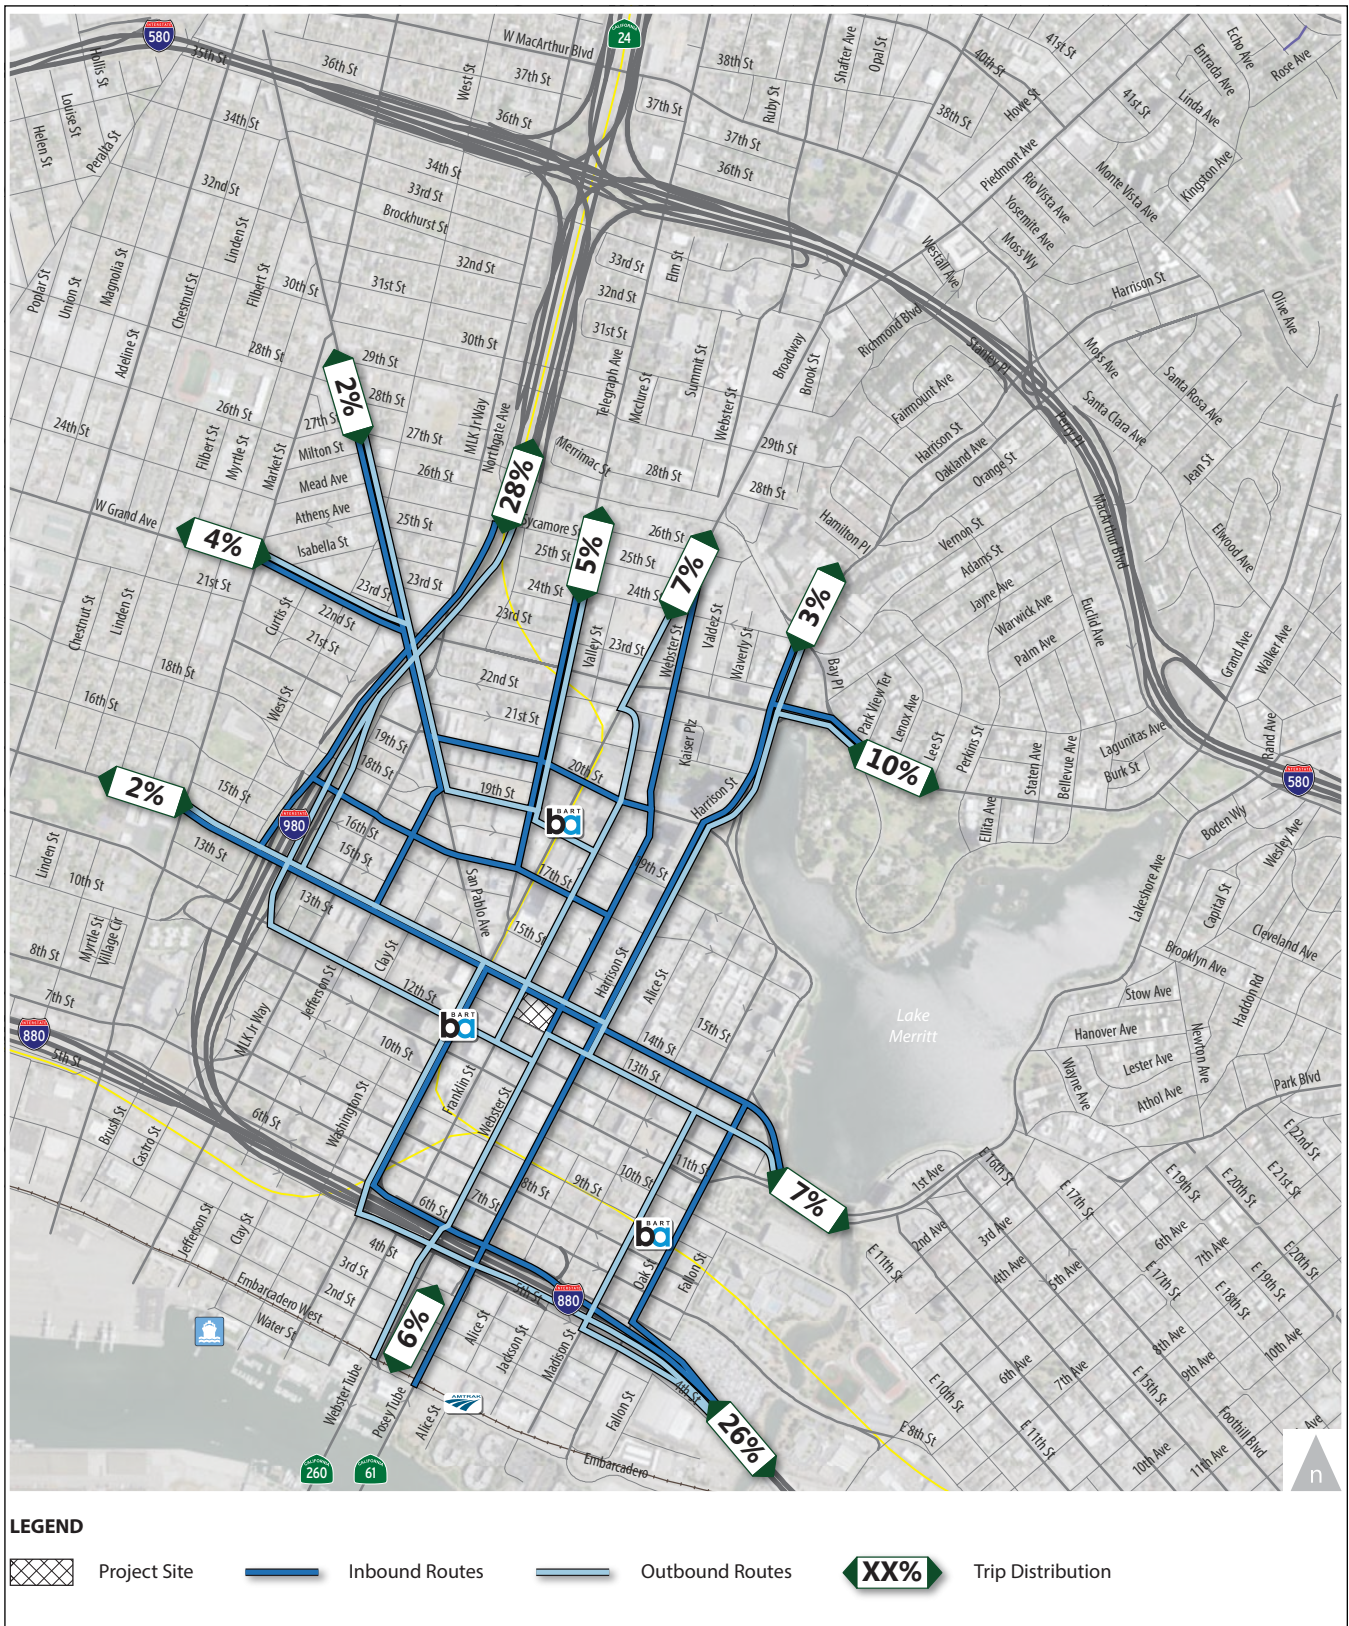 INTERSTATE
580
35th St
36th St
W MacArthur Blvd
CALIFORNIA
24
38th St
Shafter Ave
Opal St
40th St
41st St
Echo Ave
Entrada Ave
Rose Ave
Hollis St
West St
37th St
Ruby St
Howe St
41st St
Linda Ave
Louise St
Helen St
Peralta St
34th St
36th St
37th St
38th St
37th St
36th St
34th St
33rd St
Brockhurst St
32nd St
Piedmont Ave
Rio Vista Ave
Yosemite Ave
Moss Wy
Monte Vista Ave
Kingston Ave
Westall Ave
Harrison St
Olive Ave
Poplar St
Union St
Magnolia St
Chestnut St
Linden St
Filbert St
30th St
31st St
32nd St
33rd St
Elm St
32nd St
31st St
30th St
Adeline St
28th St
29th St
28th St
2%
27th St
Telegraph Ave
Mcclure St
Summit St
Webster St
Broadway
Brook St
Richmond Blvd
Stanley Pl
Moss Ave
Santa Rosa Ave
Santa Clara Ave
Fairmount Ave
Perry Pl
Harrison St
Oakland Ave
Orange St
Jean St
24th St
26th St
Filbert St
Myrtle St
Market St
Milton St
Mead Ave
Athens Ave
Isabella St
27th St
26th St
25th St
MLK Jr Way
Northgate Ave
28%
Merrimac St
28th St
29th St
28th St
Hamilton Pl
Vernon St
Adams St
Jayne Ave
Warwick Ave
Palm Ave
MacArthur Blvd
Elwood Ave
Euclid Ave
Grand Ave
Walker Ave
W Grand Ave
4%
21st St
Curtis St
23rd St
22nd St
21st St
23rd St
Sycamore S
25th St
24th St
23rd St
5%
26th St
25th St
24th S
7%
3%
Chestnut St
Linden St
18th St
16th St
West St
22nd St
21st St
Valley St
23rd St
Webster St
Valdez St
Waverly St
Bay Pl
Park View Ter
Lenox Ave
Lee St
Perkins St
Staten Ave
Bellevue Ave
Lagunitas Ave
Burk St
Rand Ave
INTERSTATE
580
10%
2%
15th St
19th St
18th St
20th St
19th St
BART
ba
Kaiser Plz
Harrison St
Ellita Ave
Boden Wy
Wesley Ave
INTERSTATE
980
16th St
15th St
13th St
13th St
Linden St
10th St
8th St
Myrtle St
Village Cir
7th St
17th St
19th St
San Pablo Ave
15th St
Clay St
12th St
Jefferson St
Harrison St
Alice St
Lakeshore Ave
Capital St
Brooklyn Ave
Cleveland Ave
Haddon Rd
Stow Ave
Hanover Ave
Newton Ave
Lester Ave
Wayne Ave
Athol Ave
Park Blvd
Lake
Merritt
INTERSTATE
880
5th St
MLK Jr Way
BART
ba
10th St
14th St
15th St
13th St
Franklin St
Webster St
Washington St
6th St
Brush St
Castro St
10th St
11th St
9th St
8th St
7th St
6th St
BART
ba
7%
1st Ave
E 16th St
E 17th St
E 22nd St
E 21st St
E 20th St
E 19th St
2nd Ave
3rd Ave
4th Ave
5th Ave
6th Ave
7th Ave
E 20th St
E 19th St
E 18th St
E 17th St
E 11th St
Jefferson St
Clay St
4th St
3rd St
2nd St
Embarcadero West
Water St
5th St
INTERSTATE
880
Oak St
Fallon St
6%
Alice St
Jackson St
Madison St
Webster Tube
Posey Tube
Alice St
AMTRAK
4th St
Fallon St
Embarcadero
26%
E 8th St
E 10th St
E 11th St
6th Ave
7th Ave
8th Ave
9th Ave
10th Ave
E 15th St
Foothill Blvd
10th Ave
11th Ave
Ave
CALIFORNIA
260
CALIFORNIA
61
n
LEGEND
Project Site
Inbound Routes
Outbound Routes
XX%
Trip Distribution